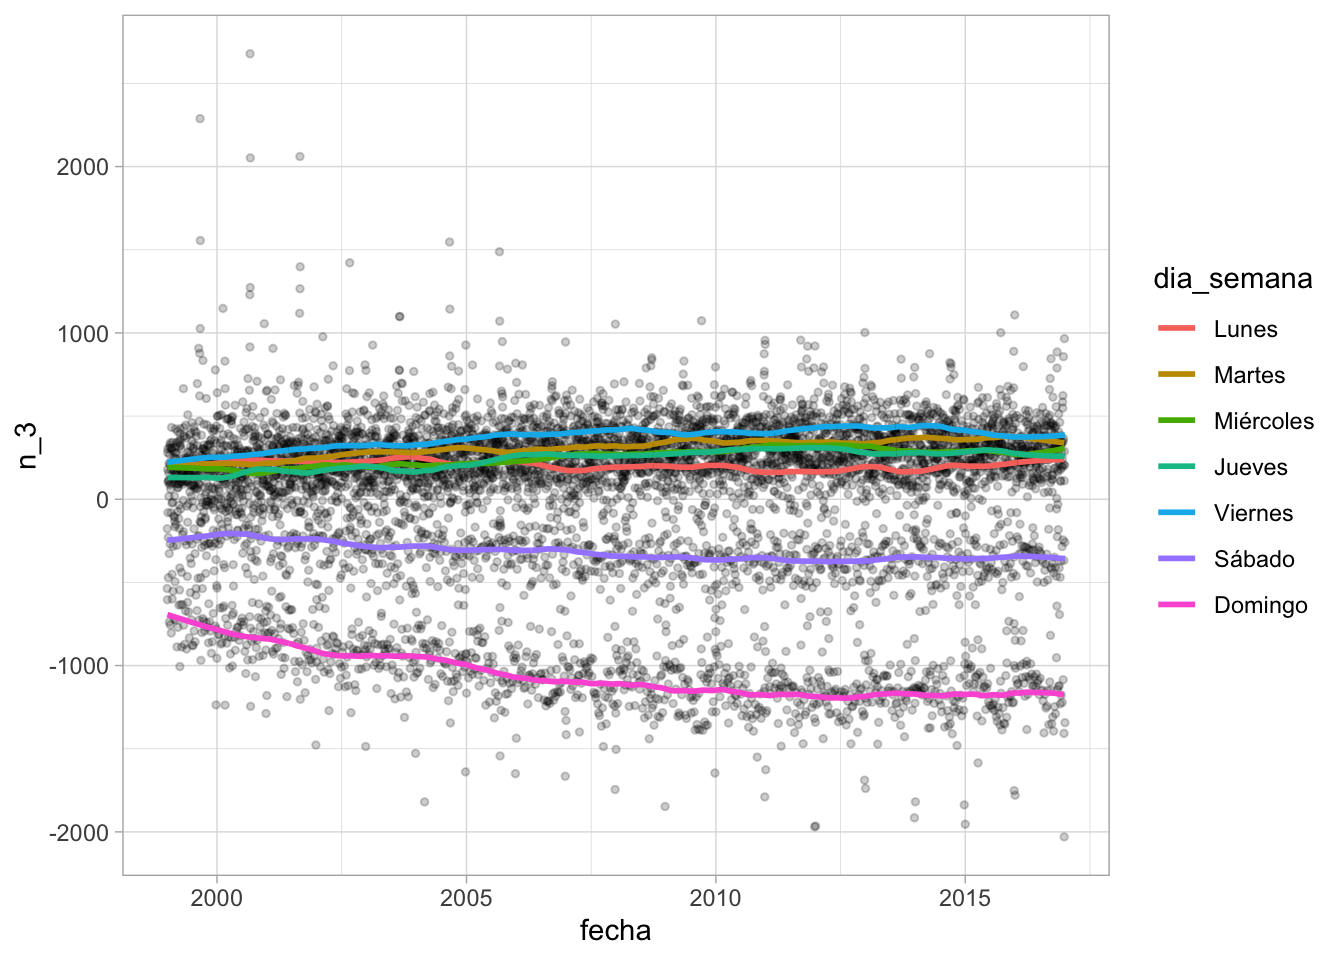 n_3
2000
1000
0
-1000
-2000
2000
2005
2010
2015
fecha
dia_semana
Lunes
Martes
Miércoles
Jueves
Viernes
Sábado
Domingo